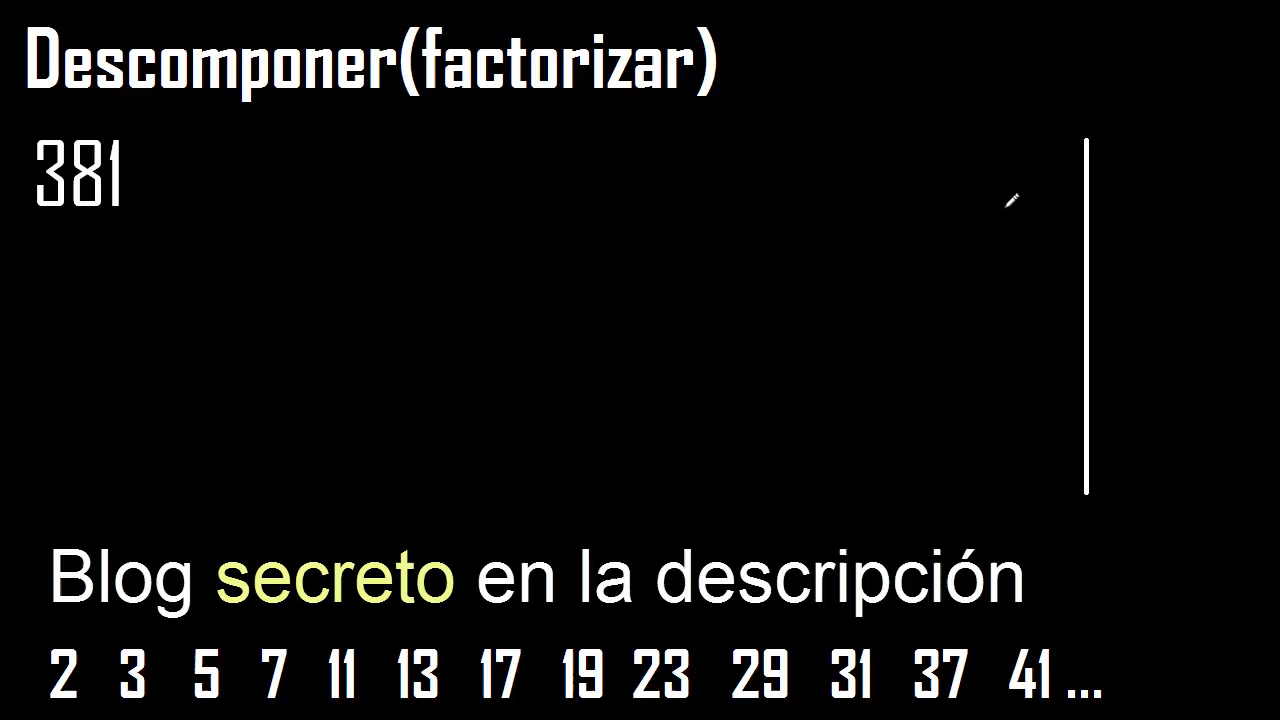 Descomponer(factorizar)
381
Blog secreto en la descripción
2 3 5 7 11 13 17 19 23 29 31 37 41 ...